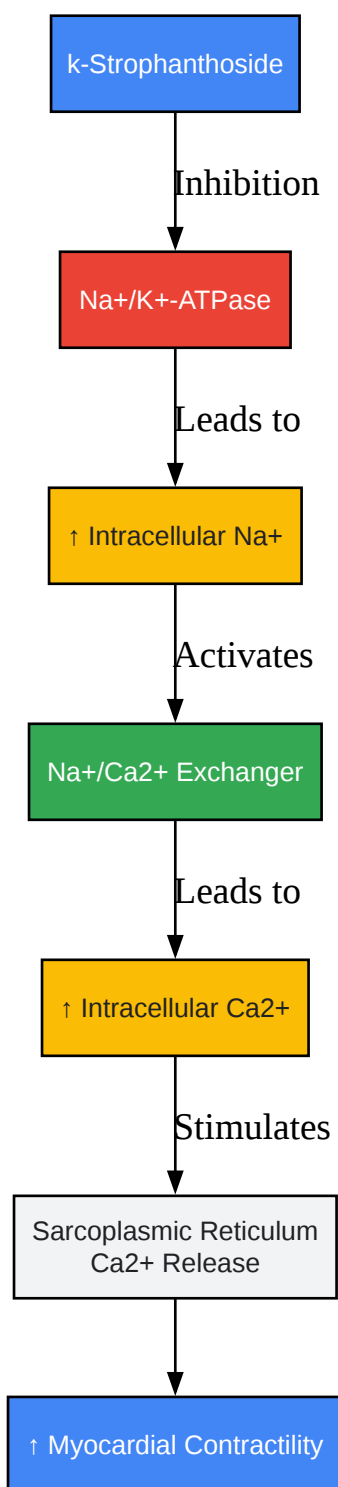 k-Strophanthoside
Inhibition
Na+/K+-ATPase
Leads to
↑ Intracellular Na+
Activates
Na+/Ca2+ Exchanger
Leads to
↑ Intracellular Ca2+
Stimulates
Sarcoplasmic Reticulum
Ca2+ Release
↑ Myocardial Contractility